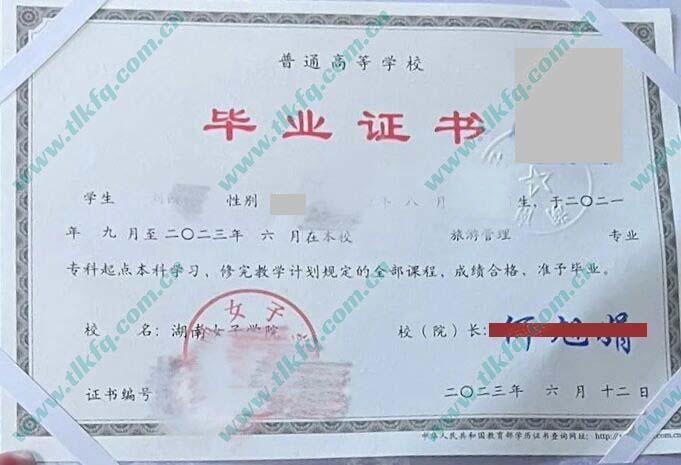 普通高等学校
毕业证书
学生 性别 八月 生，于二〇二一
年 九月至二〇二三年 六 月在本校 旅游管理 专业
专科起点本科学习，修完教学计划规定的全部课程，成绩合格，准予毕业。
女子
校 名：湖南女子学院 校（院）长：
证书编号 二〇二三年 六 月 十二 日
中华人民共和国教育部学历证书查询网址：
www.tlkfq.com.cn